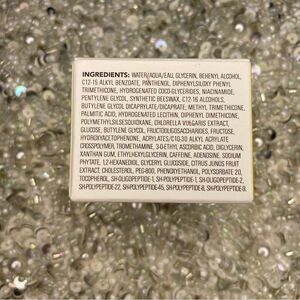 INGREDIENTS: WATER/AQUA/EAU, GLYCERIN, BEHENYL ALCOHOL,
C12-15 ALKYL BENZOATE, PANTHENOL, DIPHENYLSILOXY PHENYL
TRIMETHICONE, HYDROGENATED COCO-GLYCERIDES, NIACINAMIDE,
PENTYLENE GLYCOL, SYNTHETIC BEESWAX, C12-16 ALCOHOLS,
BUTYLENE GLYCOL DICAPRYLATE/DICAPRATE, METHYL TRIMETHICONE,
PALMITIC ACID, HYDROGENATED LECITHIN, DIPHENYL DIMETHICONE,
POLYMETHYLSILSESQUIOXANE, CHLORELLA VULGARIS EXTRACT,
GLUCOSE, BUTYLENE GLYCOL, FRUCTOOLIGOSACCHARIDES, FRUCTOSE,
HYDROXYACETOPHENONE, ACRYLATES/C10-30 ALKYL ACRYLATE
CROSSPOLYMER, TROMETHAMINE, 3-O-ETHYL ASCORBIC ACID, DIGLYCERIN,
XANTHAN GUM, ETHYLHEXYLGLYCERIN, CAFFEINE, ADENOSINE, SODIUM
PHYTATE, 1,2-HEXANEDIOL, GLYCERYL GLUCOSIDE, CITRUS JUNOS FRUIT
EXTRACT, CHOLESTEROL, PEG-800, PHENOXYETHANOL, POLYSORBATE 20,
TOCOPHEROL, SH-OLIGOPEPTIDE-1, SH-POLYPEPTIDE-1, SH-OLIGOPEPTIDE-2,
SH-POLYPEPTIDE-22, SH-POLYPEPTIDE-45, SH-POLYPEPTIDE-8, SH-POLYPEPTIDE-9.